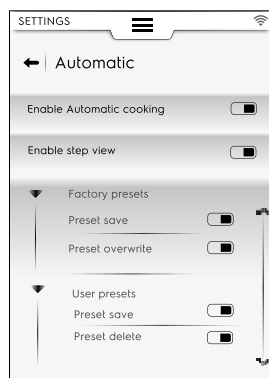 SETTINGS
Automatic
Enable Automatic cooking
Enable step view
Factory presets
Preset save
Preset overwrite
User presets
Preset save
Preset delete